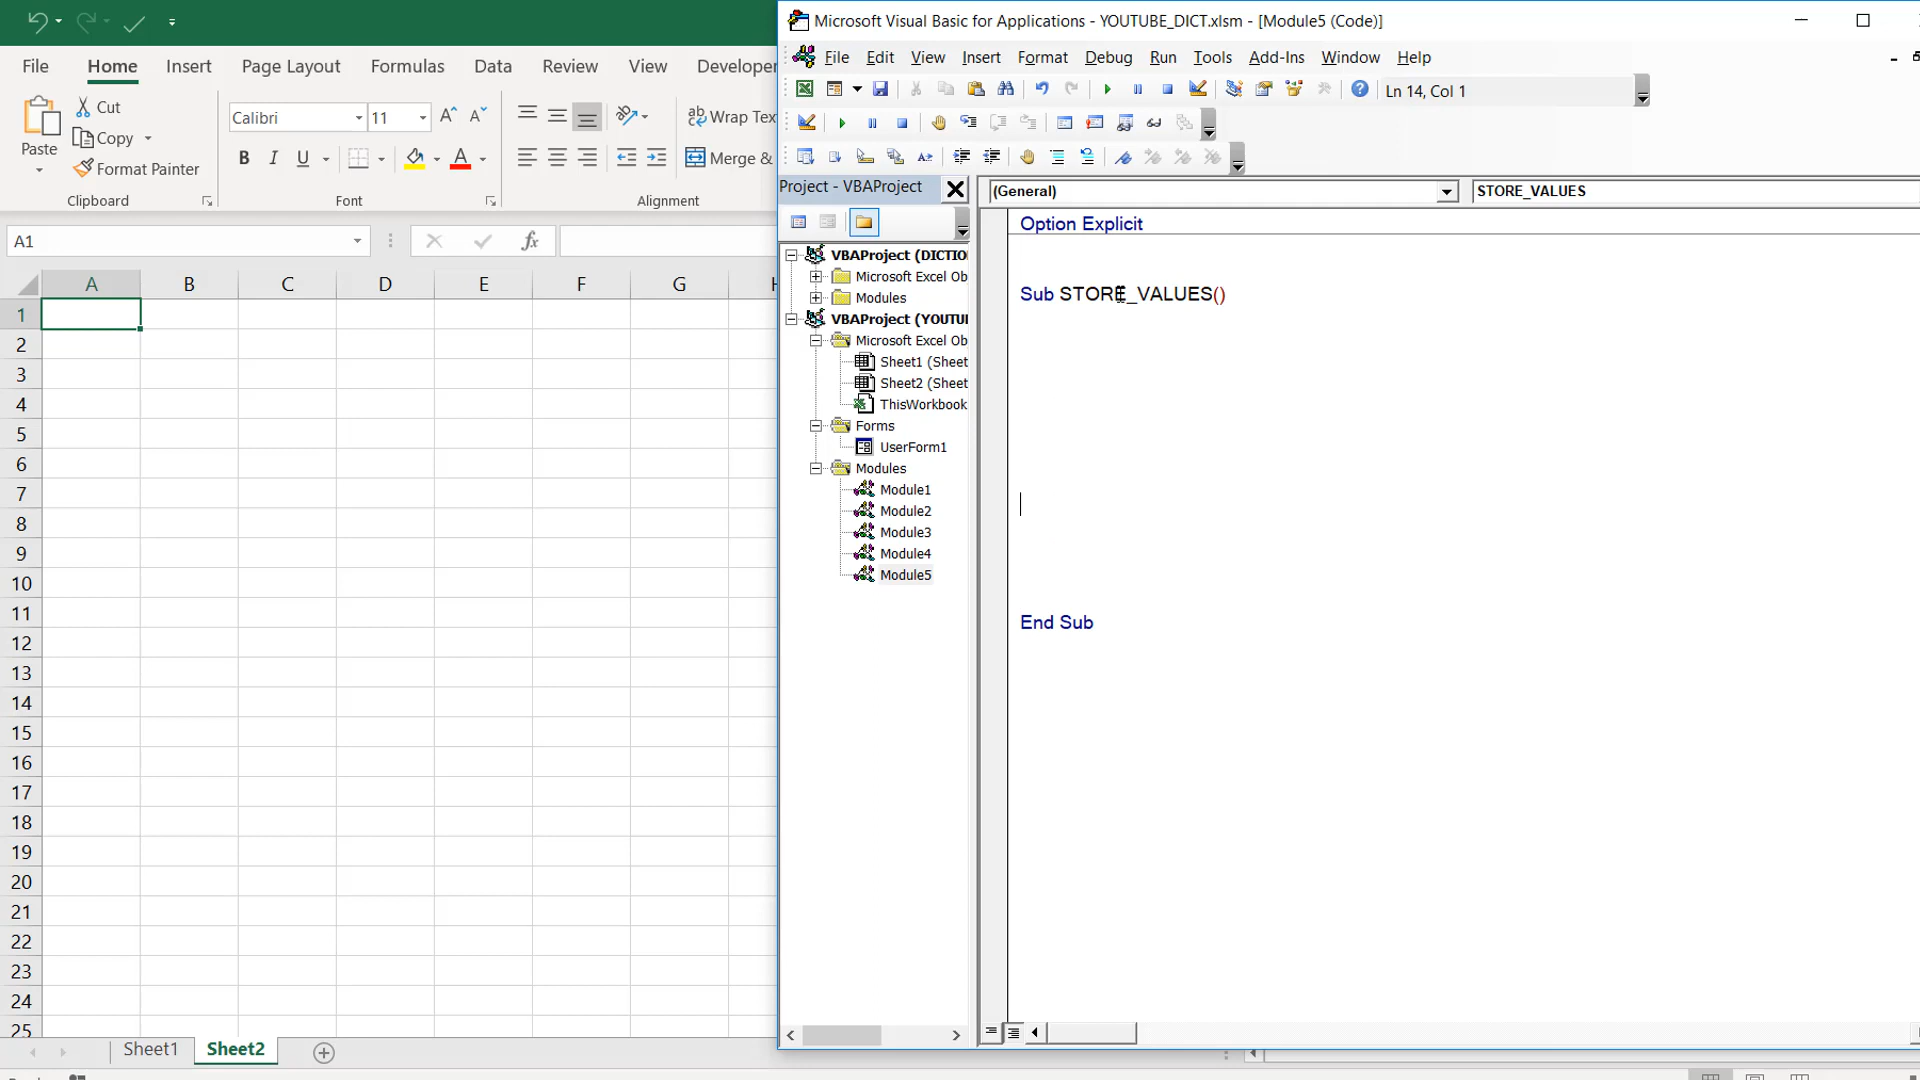 Microsoft Visual Basic for Applications - YOUTUBE_DICT.xlsm - [Module5 (Code)]
File Home Insert Page Layout Formulas Data Review View Developer
File Edit View Insert Format Debug Run Tools Add-Ins Window Help
Ln 14, Col 1
Paste
Cut
Copy
Format Painter
Calibri 11
B I U
A
Wrap Tex
Merge &
Clipboard Font Alignment
Project - VBAProject
(General) STORE_VALUES
A1
fx
A B C D E F G H
1
2
3
4
5
6
7
8
9
10
11
12
13
14
15
16
17
18
19
20
21
22
23
24
25
Sheet1 Sheet2
VBAProject (DICTIO
Microsoft Excel Ob
Modules
VBAProject (YOUTU
Microsoft Excel Ob
Sheet1 (Sheet
Sheet2 (Sheet
ThisWorkbook
Forms
UserForm1
Modules
Module1
Module2
Module3
Module4
Module5
Option Explicit
Sub STORE_VALUES()
End Sub